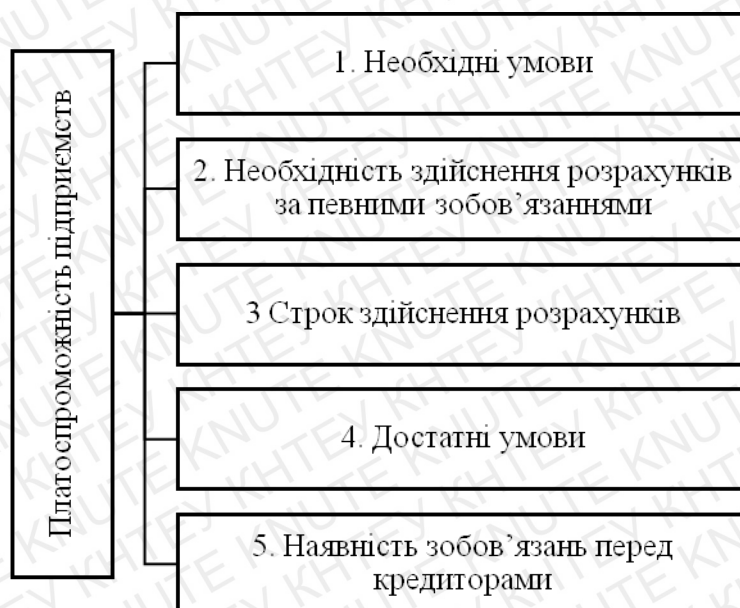 Платоспроможність підприємств
1. Необхідні умови
2. Необхідність здійснення розрахунків
за певними зобов’язаннями
3 Строк здійснення розрахунків
4. Достатні умови
5. Наявність зобов’язань перед
кредиторами